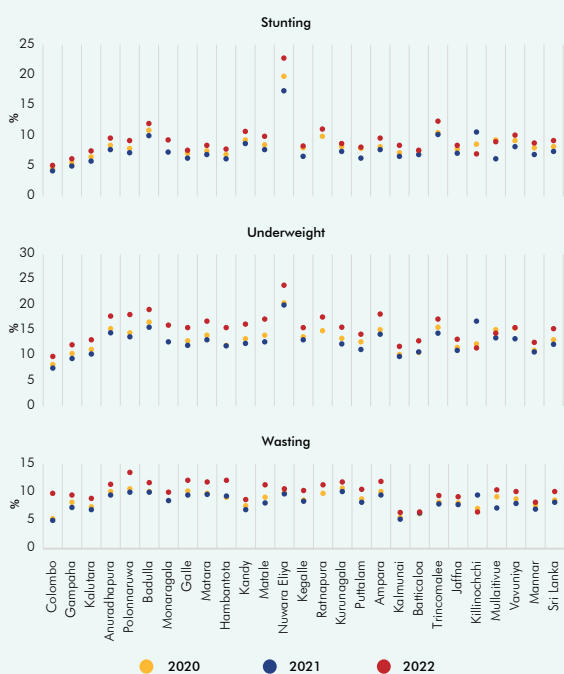 Stunting
25
20
15
%
10
5
0
Underweight
30
25
20
%
15
10
5
0
Wasting
15
10
%
5
0
Colombo
Gampaha
Kalutara
Anuradhapura
Polonnaruwa
Badulla
Monaragala
Galle
Matara
Hambantota
Kandy
Matale
Nuwara Eliya
Kegalle
Ratnapura
Kurunagala
Puttalam
Ampara
Kalmunai
Batticaloa
Trincomalee
Jaffna
Killinochchi
Mullaitivue
Vavuniya
Mannar
Sri Lanka
2020 2021 2022